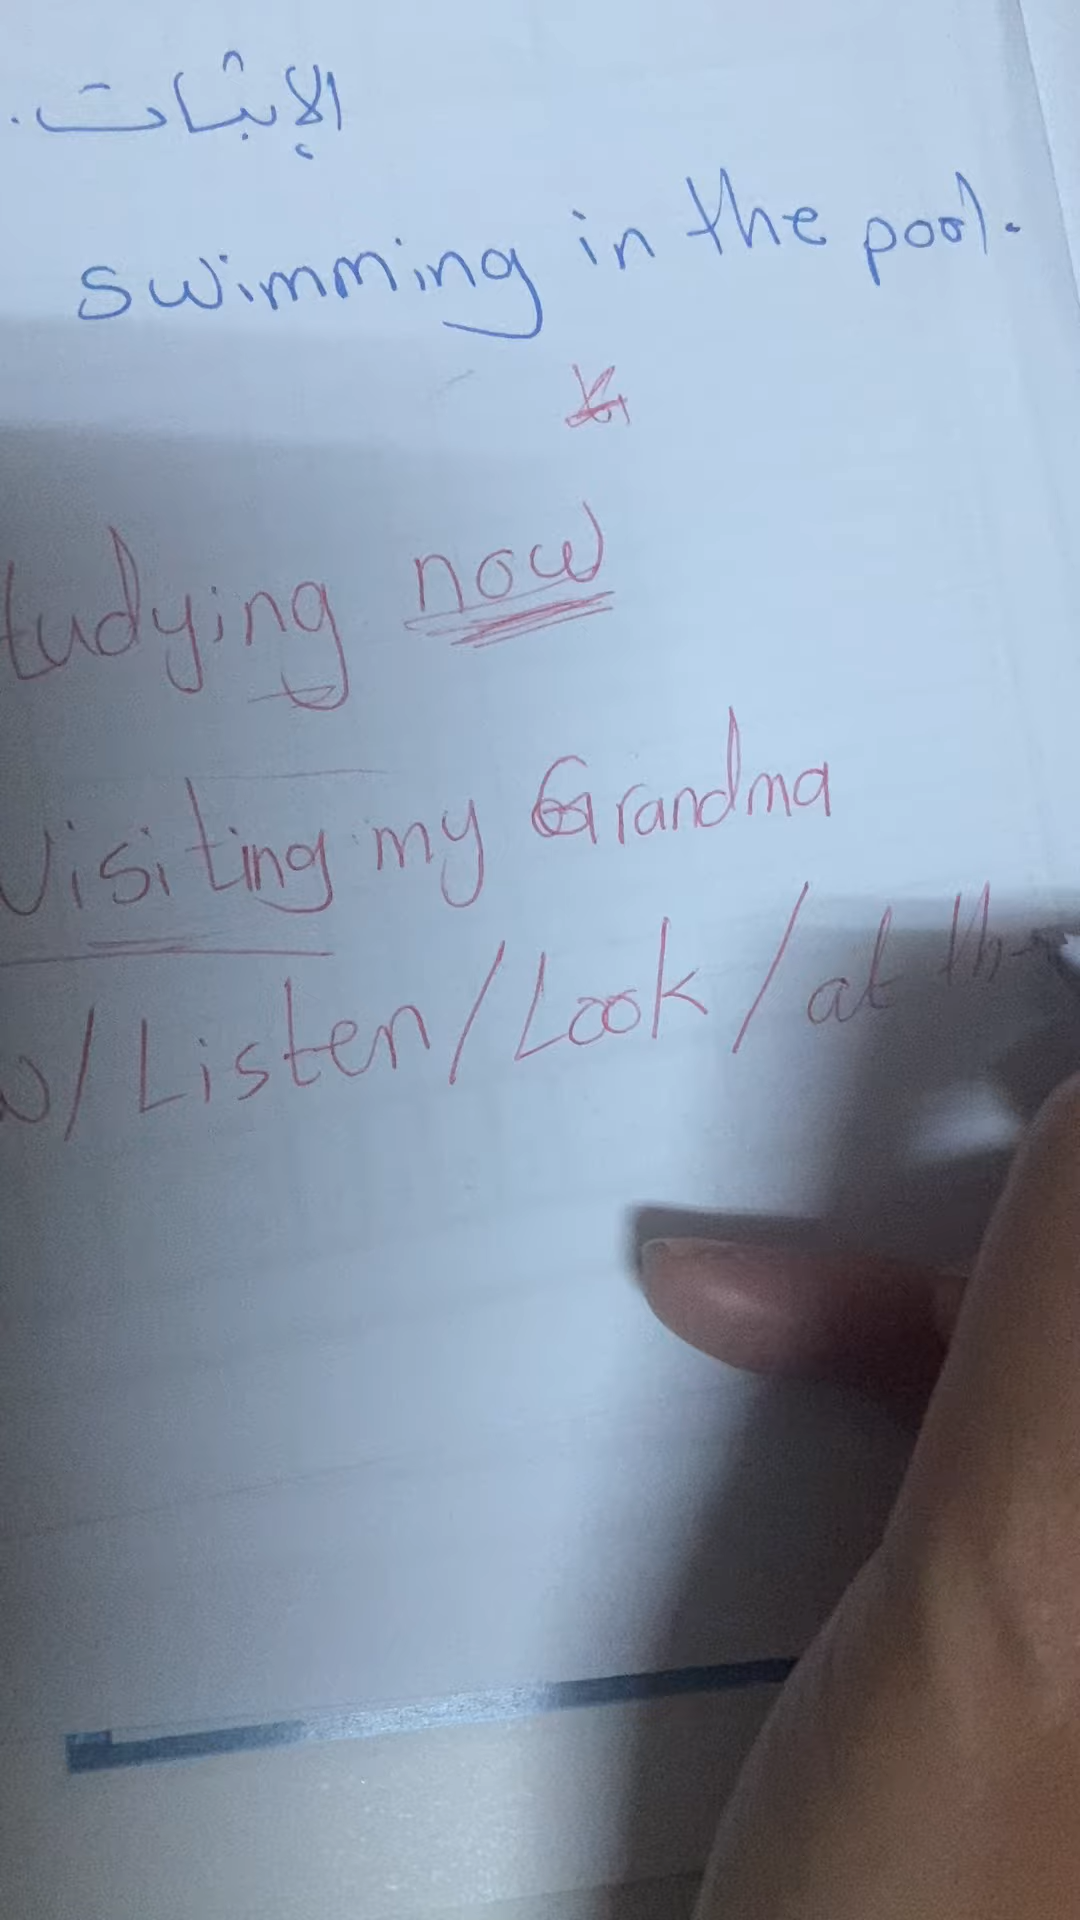 الإثبات.
swimming in the pool.
tudying now
Visiting my Grandma
w/Listen/Look/at